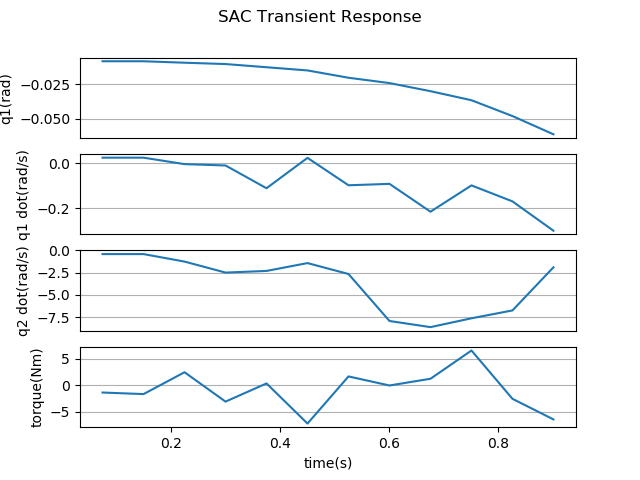 SAC Transient Response
q1(rad)
−0.025
−0.050
q1 dot(rad/s)
0.0
−0.2
q2 dot(rad/s)
0.0
−2.5
−5.0
−7.5
torque(Nm)
5
0
−5
0.2 0.4 0.6 0.8
time(s)